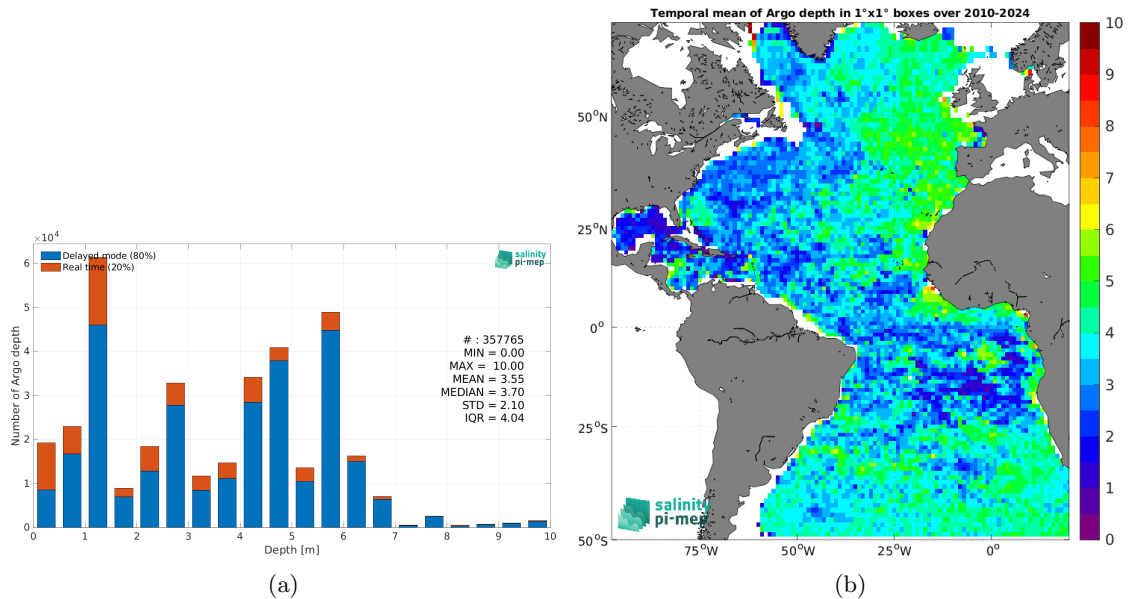 ×10⁴
Number of Argo depth
6
5
4
3
2
1
0
Delayed mode (80%)
Real time (20%)
salinity
pi-mep
# : 357765
MIN = 0.00
MAX = 10.00
MEAN = 3.55
MEDIAN = 3.70
STD = 2.10
IQR = 4.04
0 1 2 3 4 5 6 7 8 9 10
Depth [m]
(a)
Temporal mean of Argo depth in 1°x1° boxes over 2010-2024
50°N
25°N
0°
25°S
50°S
salinity
pi-mep
75°W 50°W 25°W 0°
10
9
8
7
6
5
4
3
2
1
0
(b)